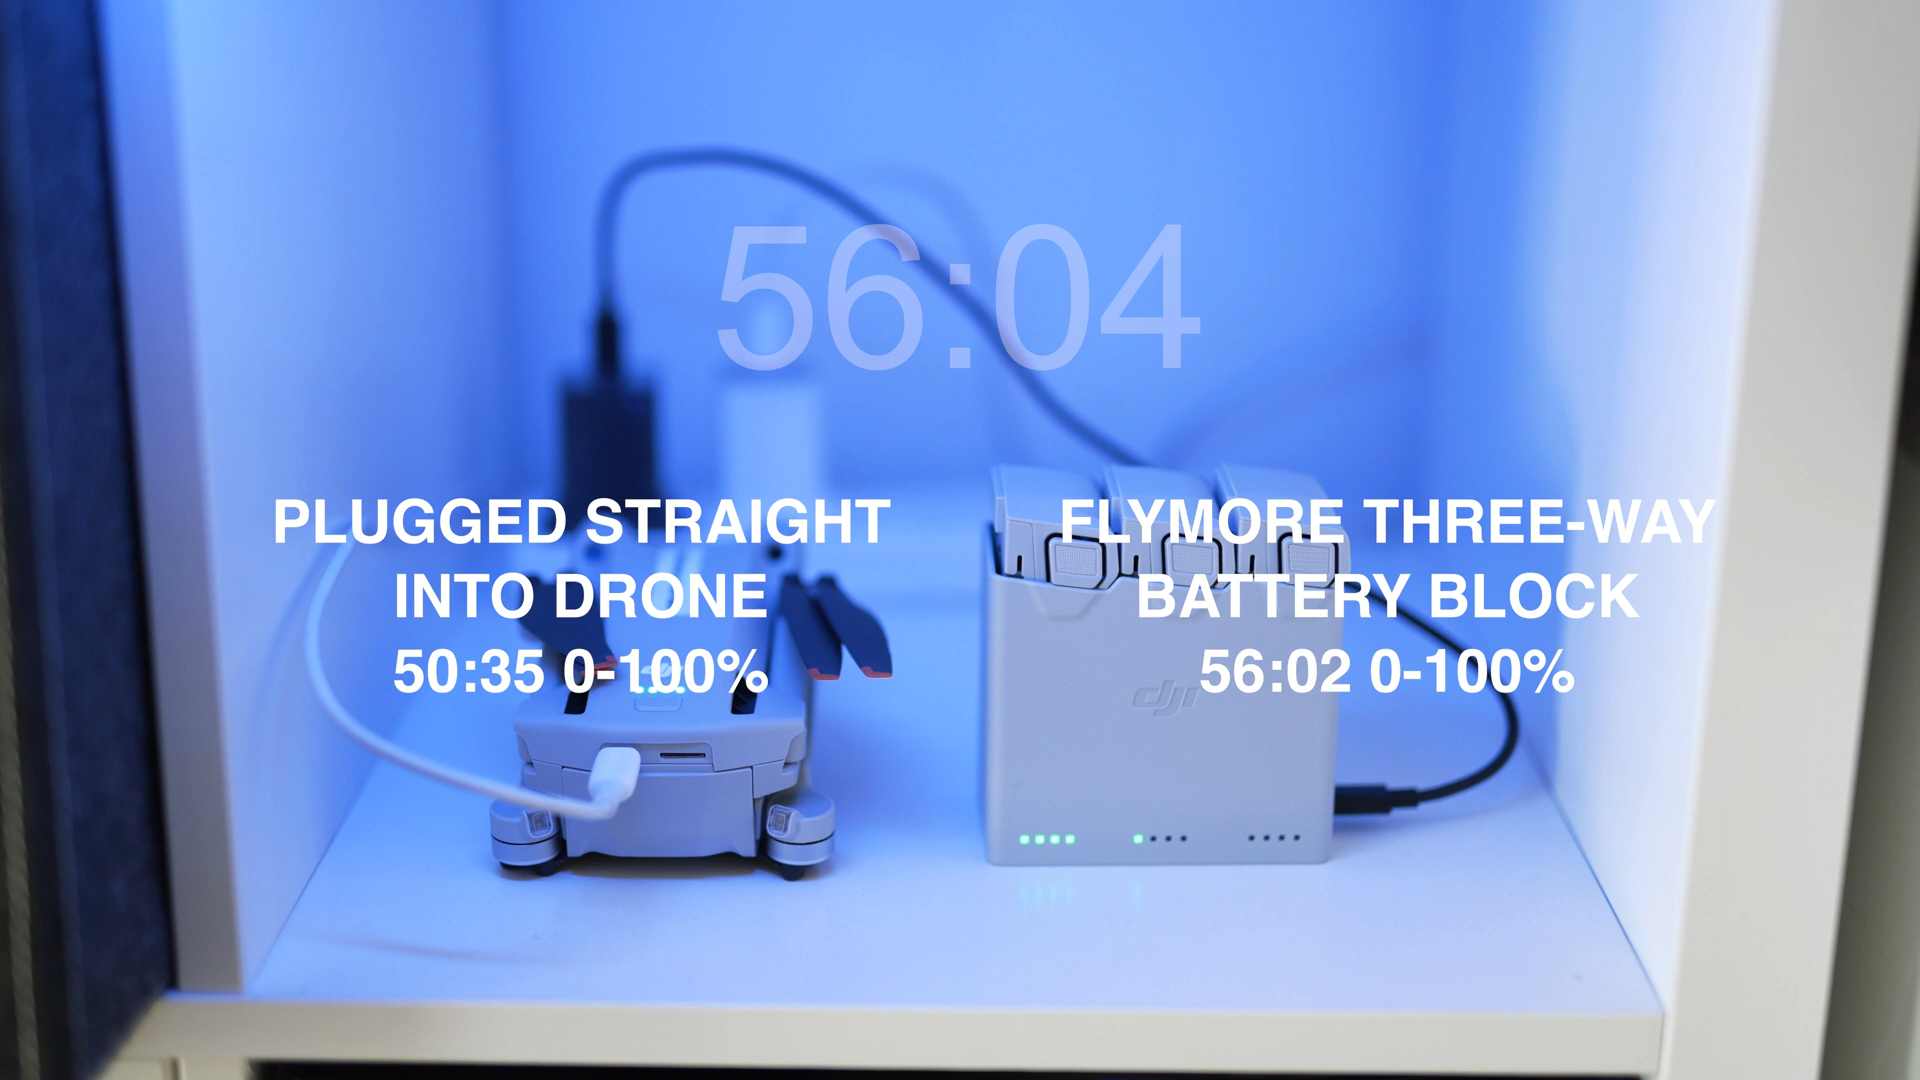 56:04
PLUGGED STRAIGHT
INTO DRONE
50:35 0-100%
FLYMORE THREE-WAY
BATTERY BLOCK
56:02 0-100%
dji
dji